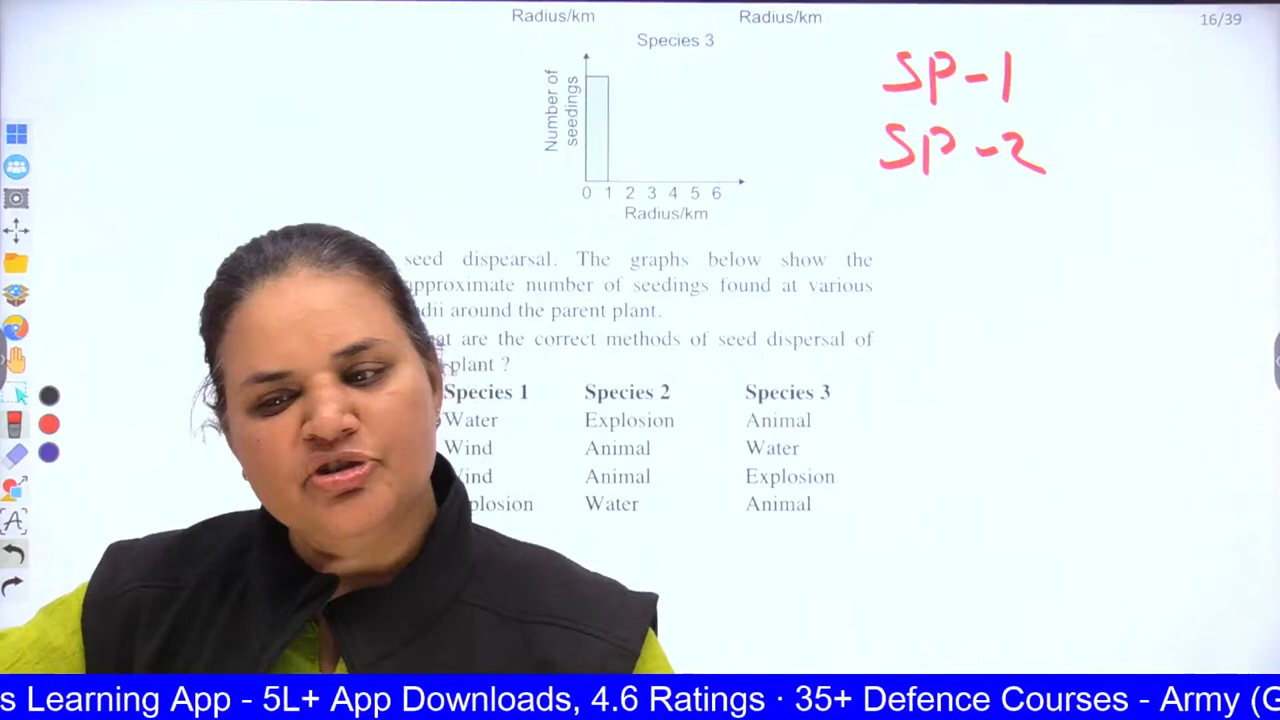 Radius/km Radius/km
16/39
Species 3
Number of
seedings
0 1 2 3 4 5 6
Radius/km
SP-1
SP-2
seed dispearsal. The graphs below show the
approximate number of seedings found at various
dii around the parent plant.
at are the correct methods of seed dispersal of
plant ?
Species 1 Species 2 Species 3
Water Explosion Animal
Wind Animal Water
Wind Animal Explosion
plosion Water Animal
s Learning App - 5L+ App Downloads, 4.6 Ratings · 35+ Defence Courses - Army (G